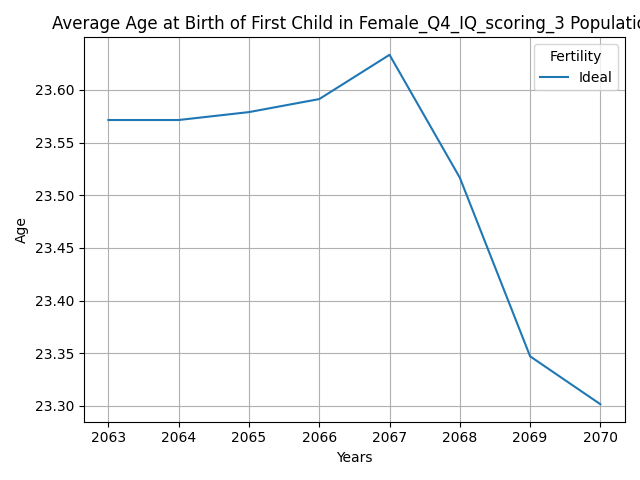 Average Age at Birth of First Child in Female_Q4_IQ_scoring_3 Populatio
Fertility
Ideal
23.60
23.55
23.50
23.45
23.40
23.35
23.30
Age
2063 2064 2065 2066 2067 2068 2069 2070
Years